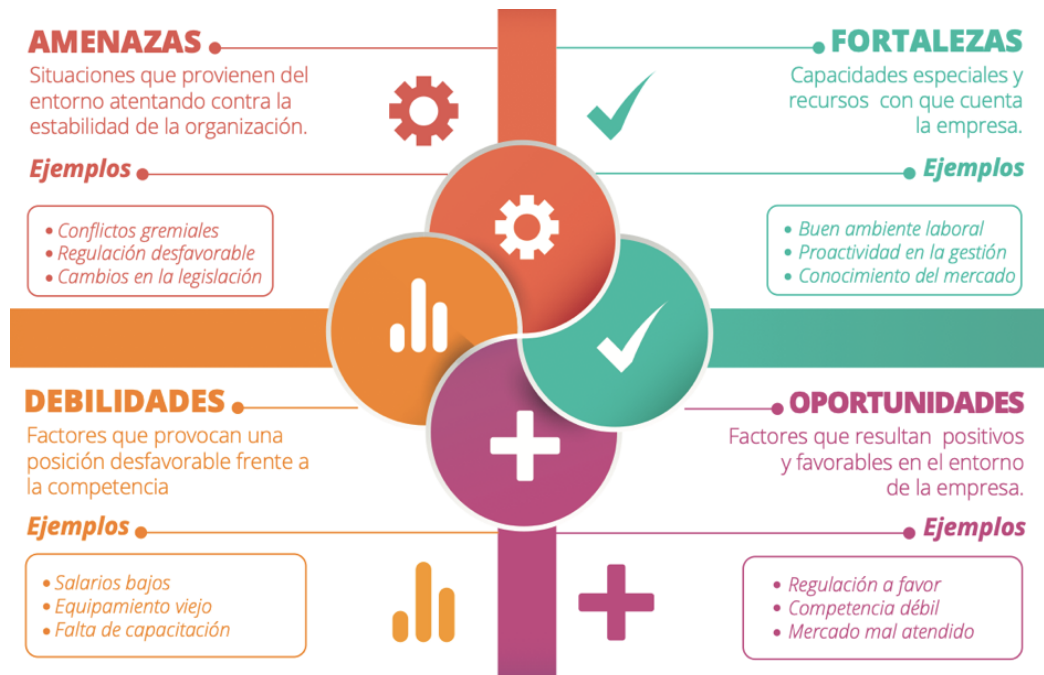 AMENAZAS
Situaciones que provienen del
entorno atentando contra la
estabilidad de la organización.
Ejemplos
• Conflictos gremiales
• Regulación desfavorable
• Cambios en la legislación
FORTALEZAS
Capacidades especiales y
recursos con que cuenta
la empresa.
Ejemplos
• Buen ambiente laboral
• Proactividad en la gestión
• Conocimiento del mercado
DEBILIDADES
Factores que provocan una
posición desfavorable frente a
la competencia
Ejemplos
• Salarios bajos
• Equipamiento viejo
• Falta de capacitación
OPORTUNIDADES
Factores que resultan positivos
y favorables en el entorno
de la empresa.
Ejemplos
• Regulación a favor
• Competencia débil
• Mercado mal atendido